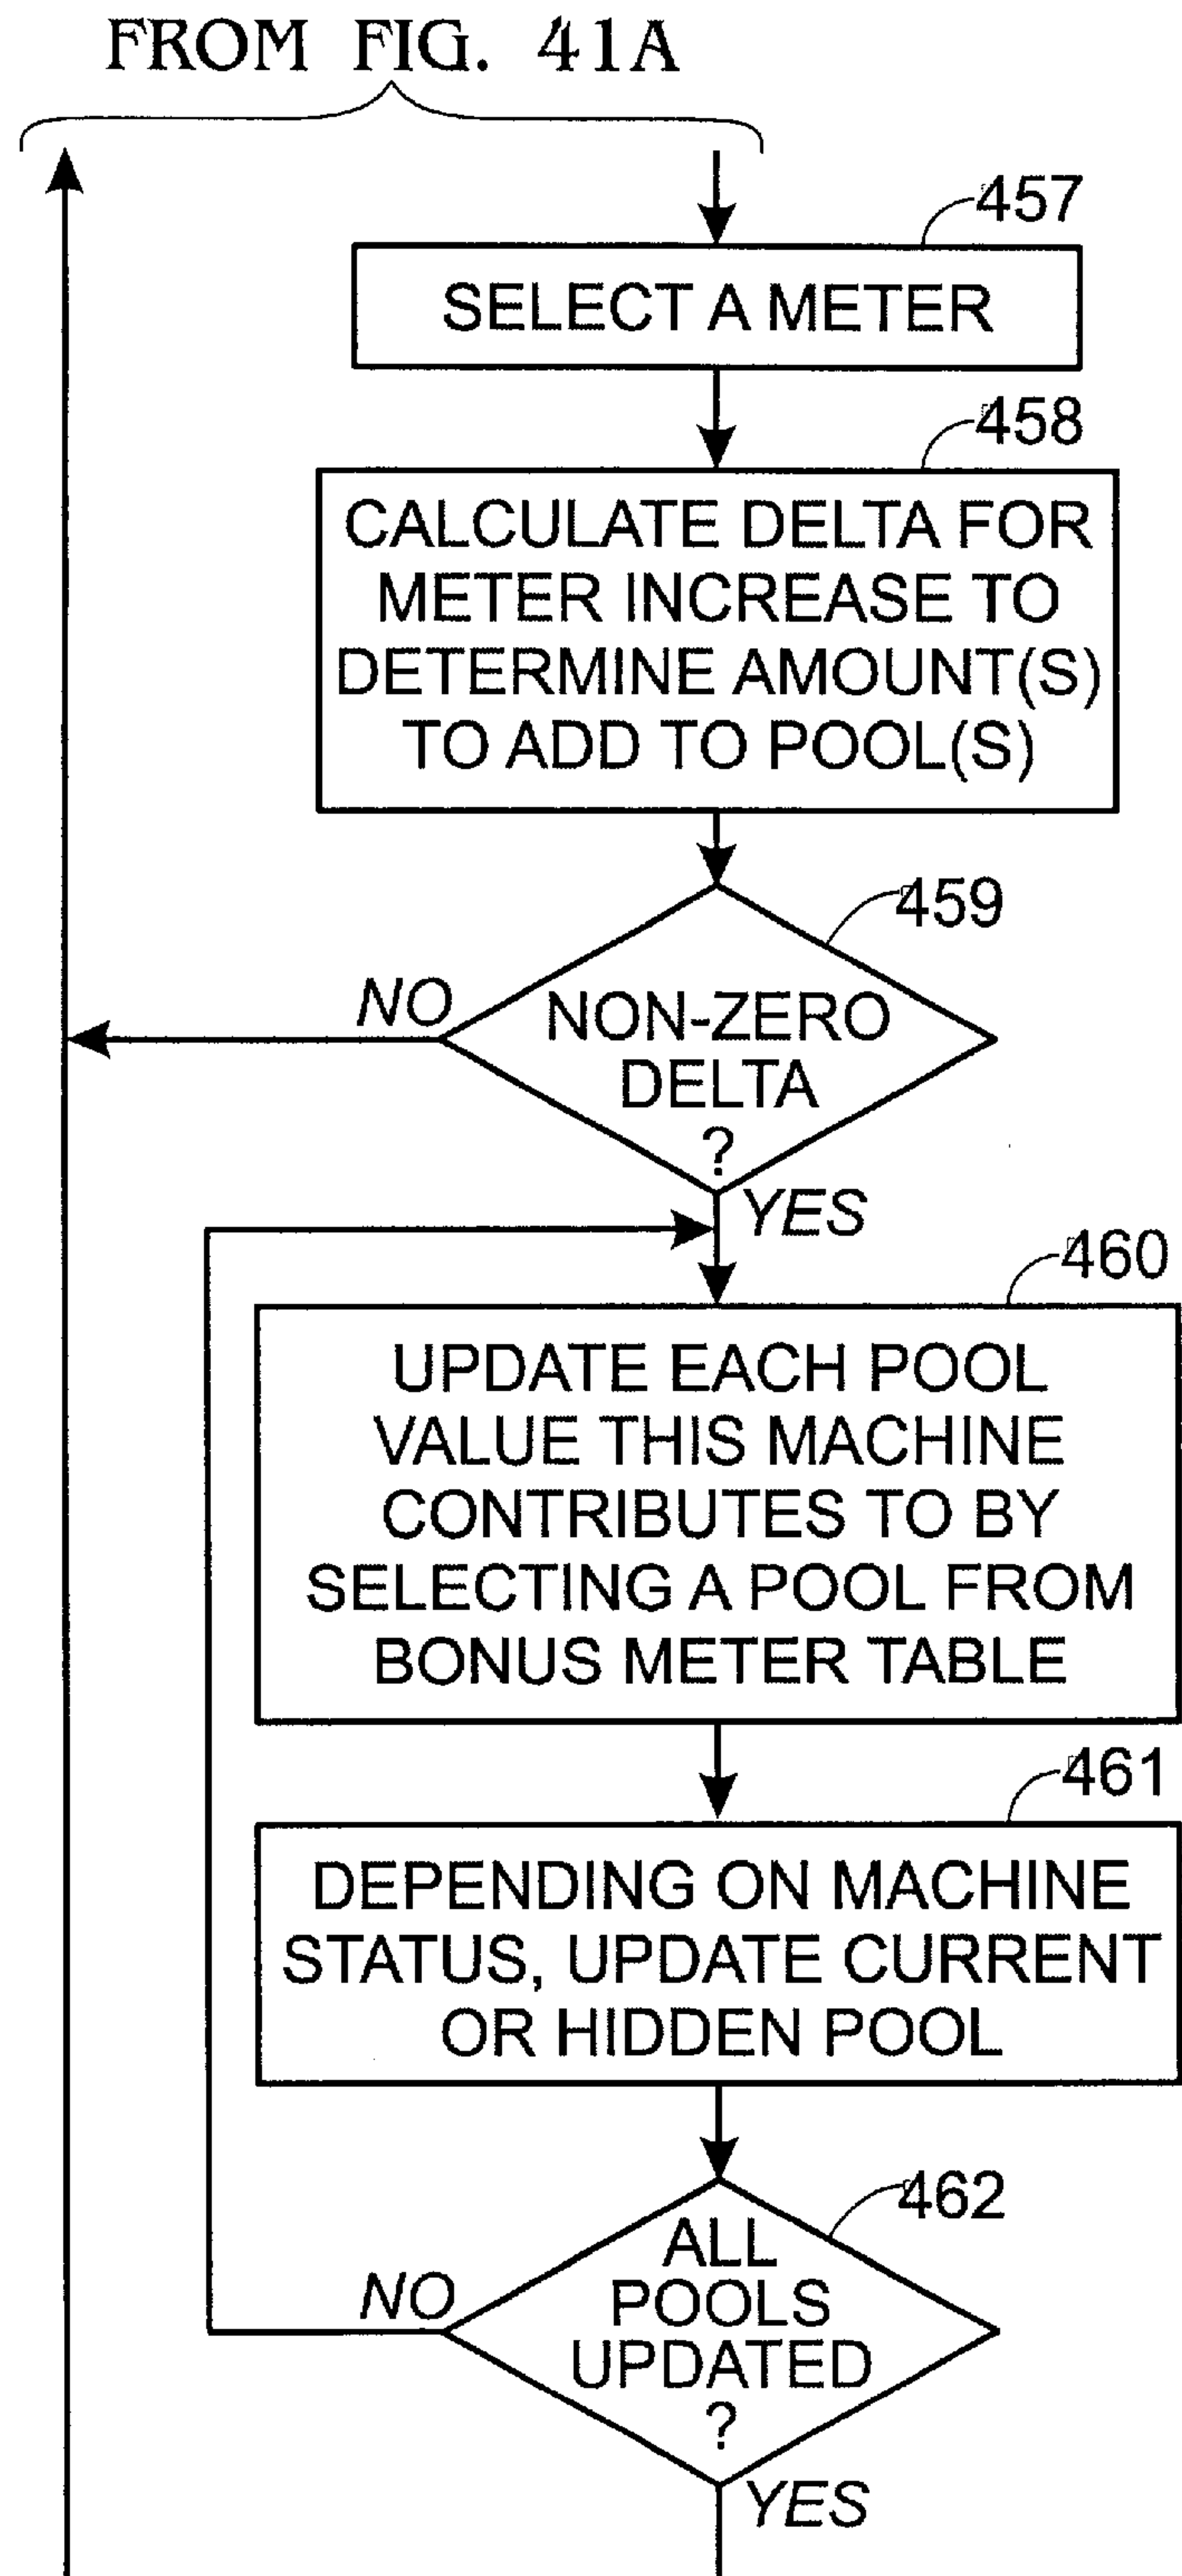 FROM FIG. 41A
457
SELECT A METER
458
CALCULATE DELTA FOR
METER INCREASE TO
DETERMINE AMOUNT(S)
TO ADD TO POOL(S)
459
NO
NON-ZERO
DELTA
?
YES
460
UPDATE EACH POOL
VALUE THIS MACHINE
CONTRIBUTES TO BY
SELECTING A POOL FROM
BONUS METER TABLE
461
DEPENDING ON MACHINE
STATUS, UPDATE CURRENT
OR HIDDEN POOL
462
NO
ALL
POOLS
UPDATED
?
YES